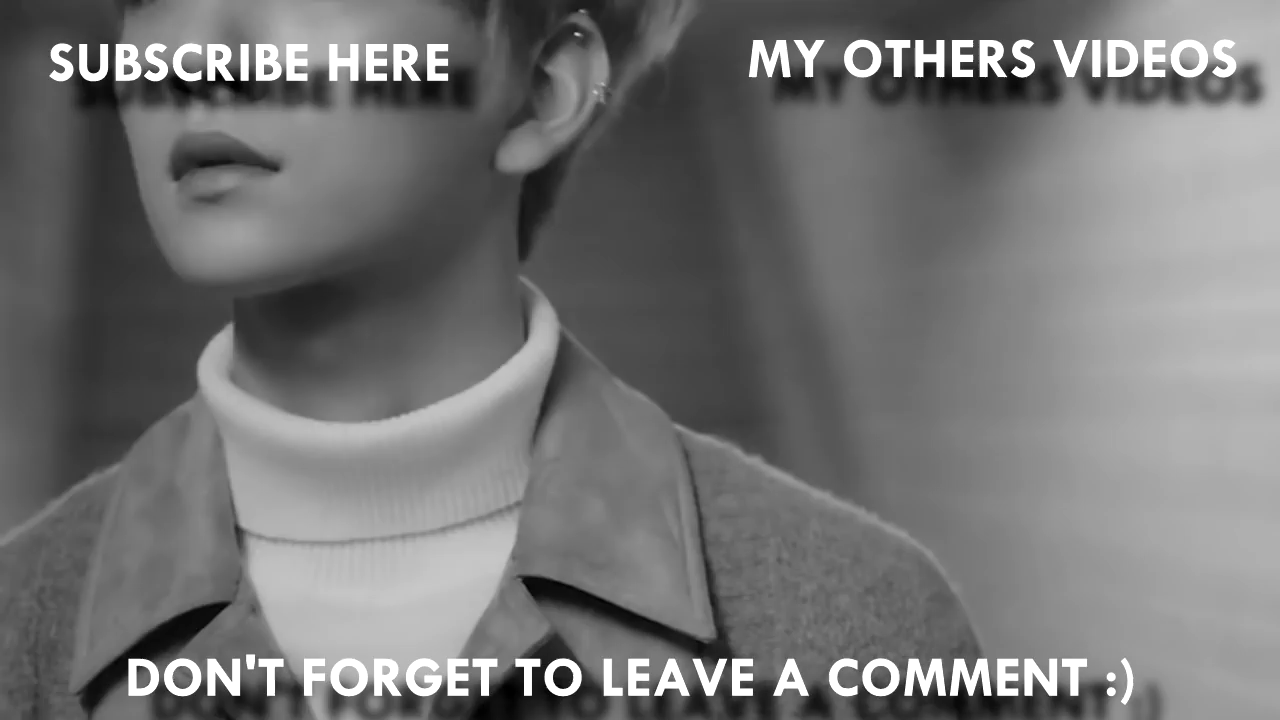 SUBSCRIBE HERE
MY OTHERS VIDEOS
DON'T FORGET TO LEAVE A COMMENT :)